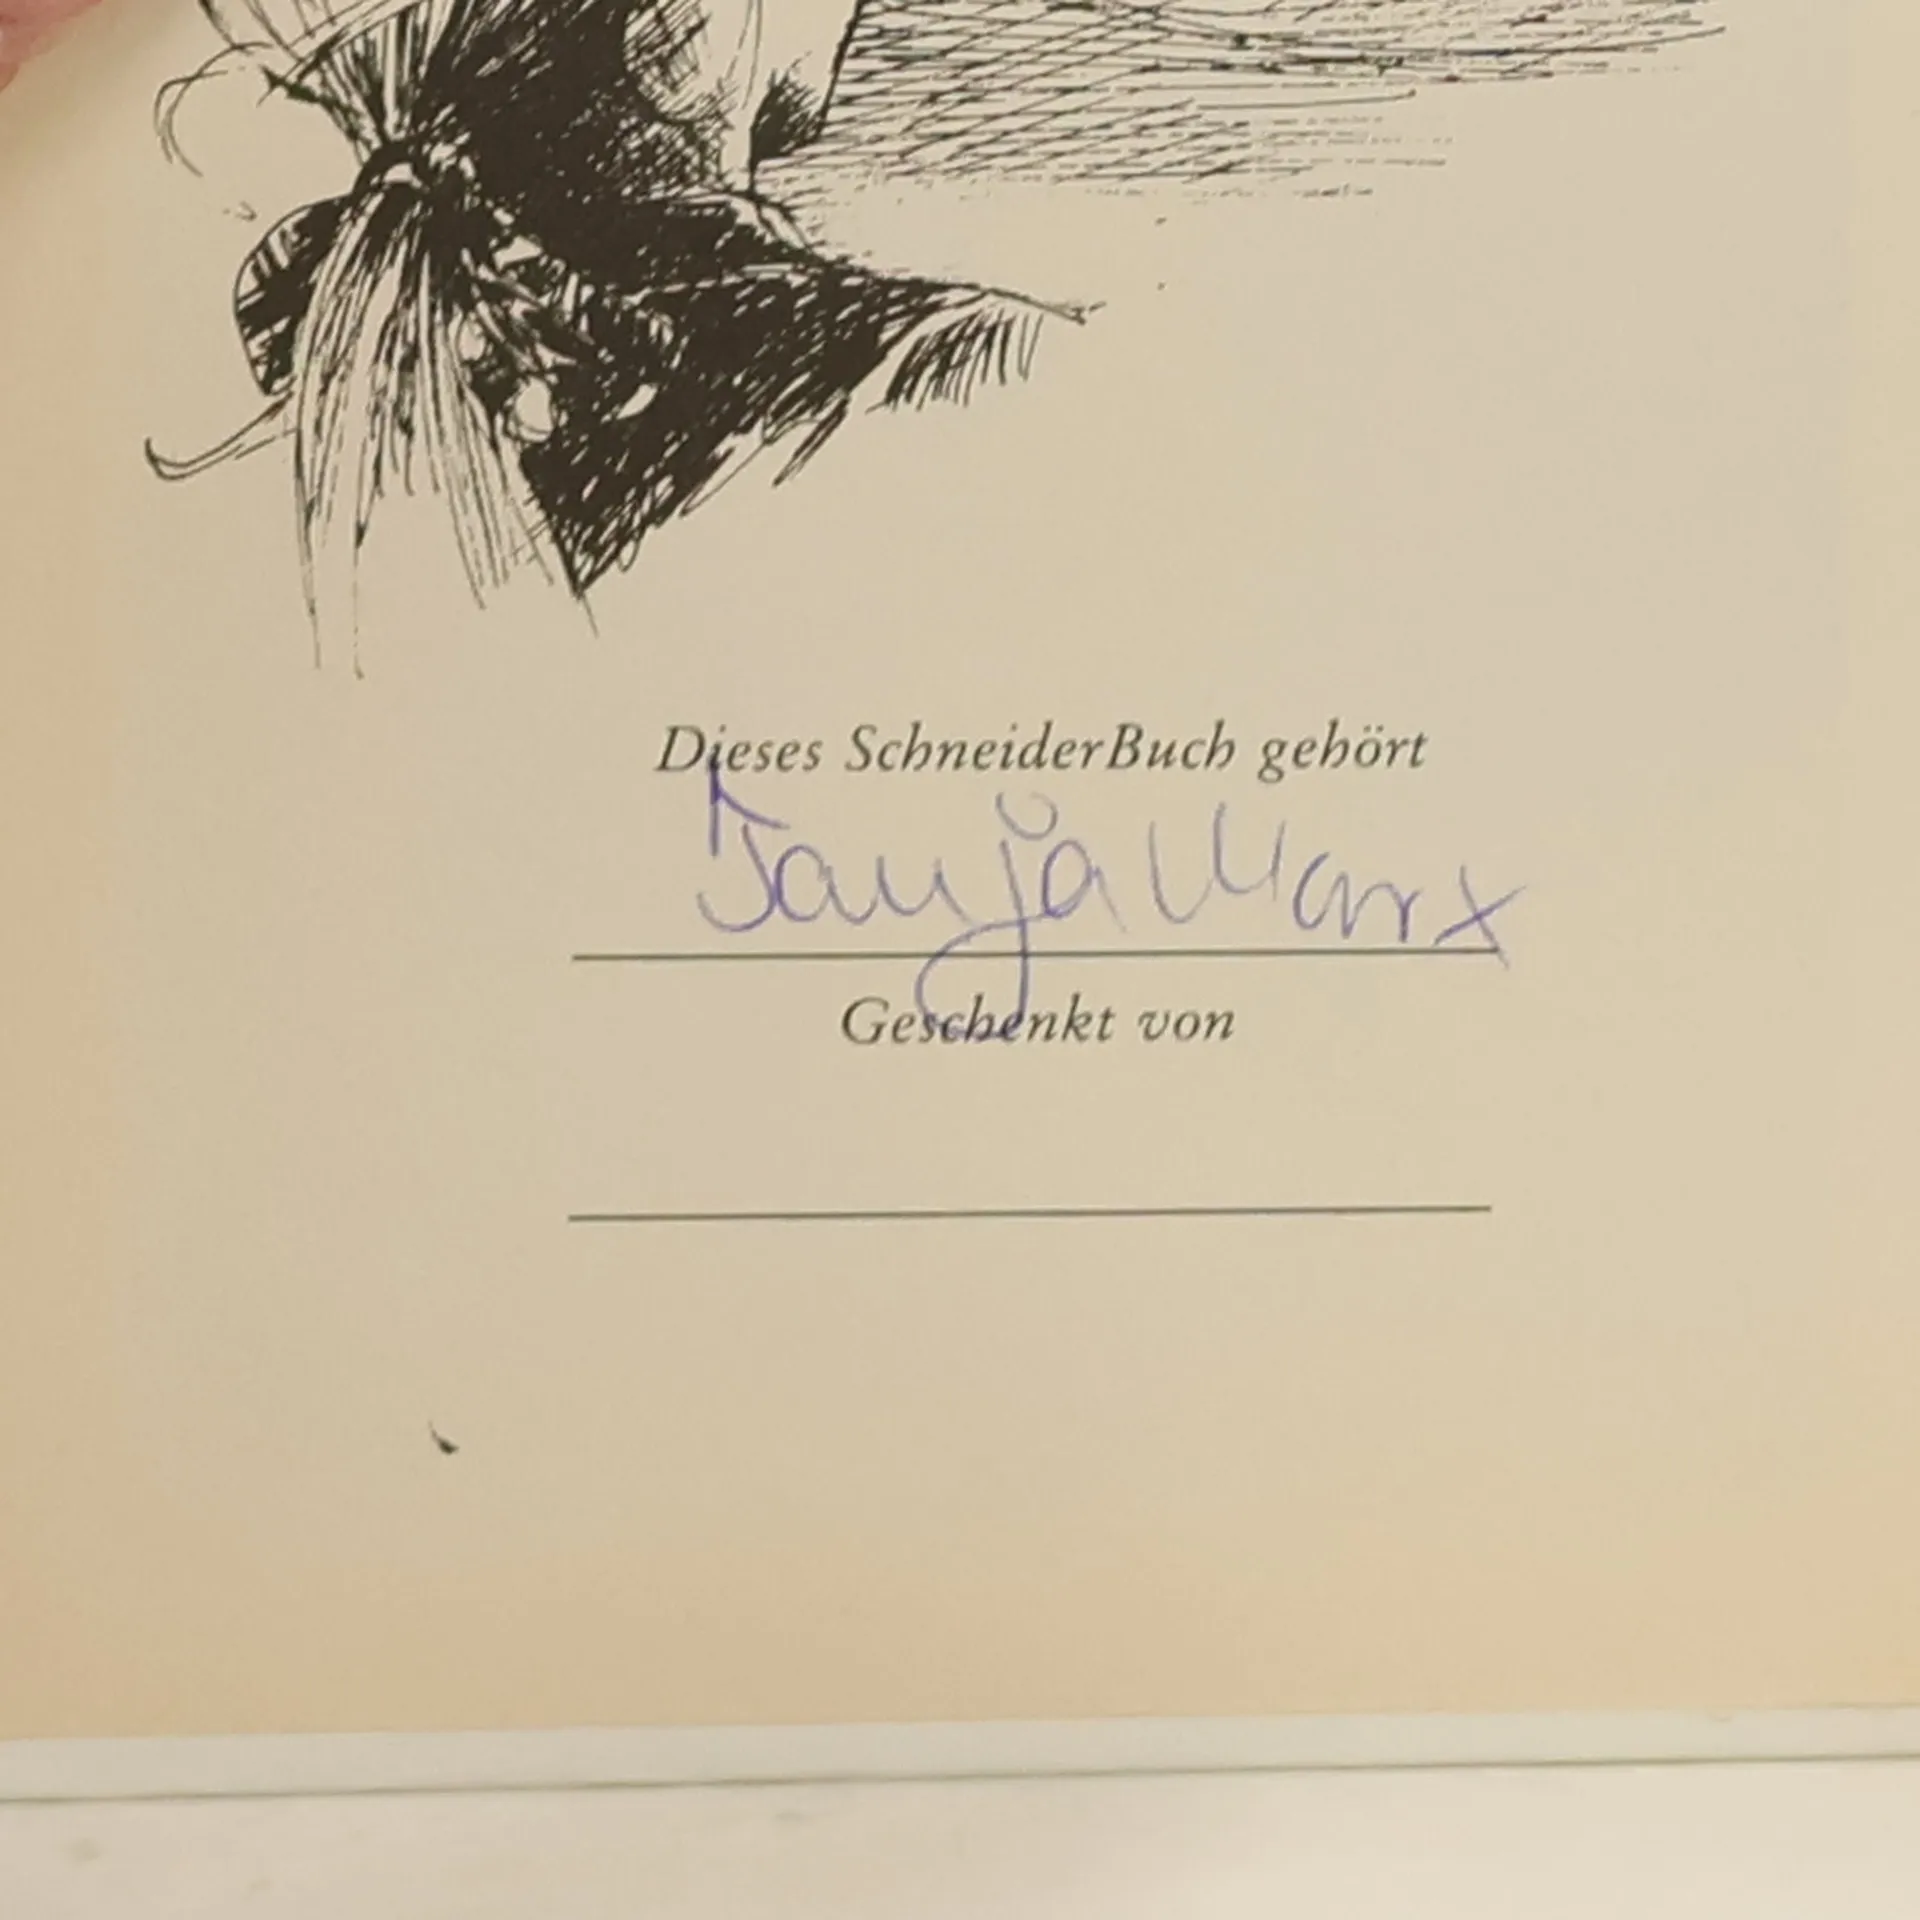 Dieses SchneiderBuch gehört
Tanja Marx
Geschenkt von